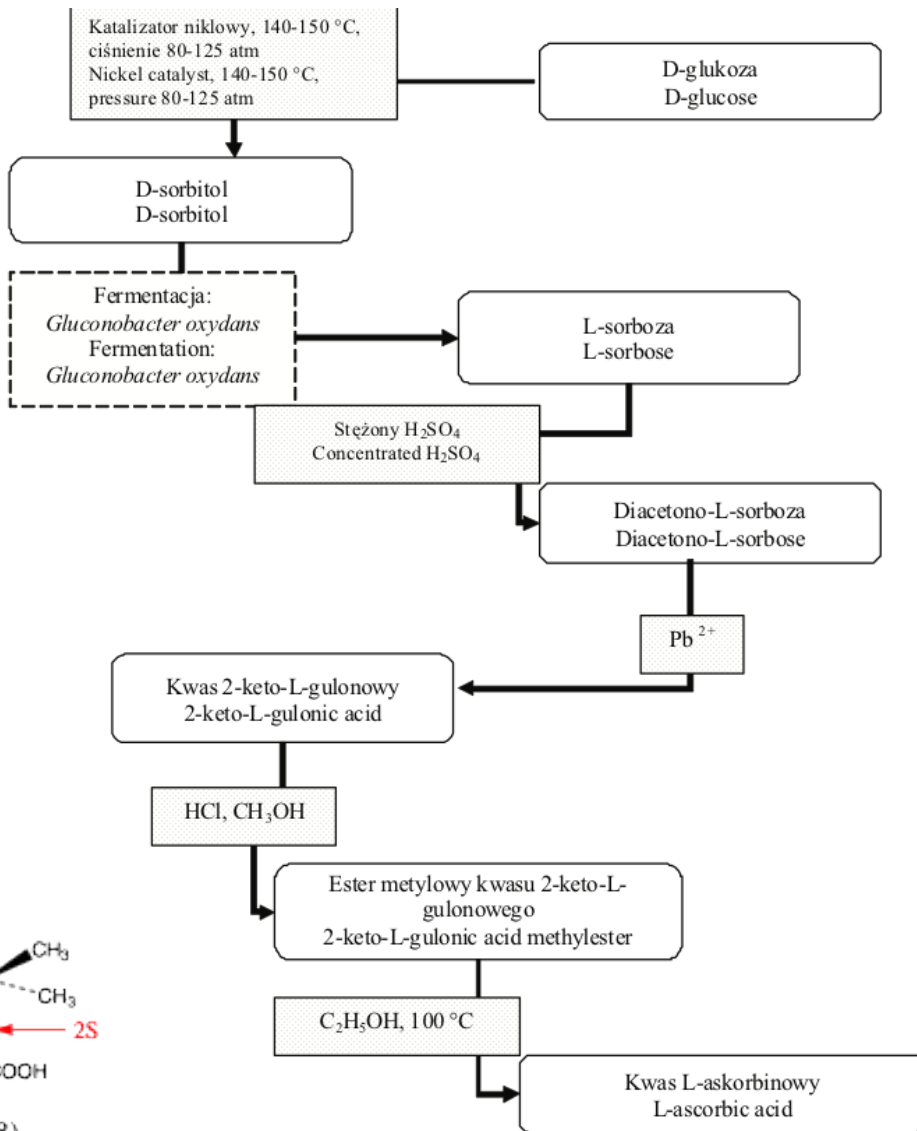 Katalizator niklowy, 140-150 °C,
ciśnienie 80-125 atm
Nickel catalyst, 140-150 °C,
pressure 80-125 atm
D-glukoza
D-glucose
D-sorbitol
D-sorbitol
Fermentacja:
Gluconobacter oxydans
Fermentation:
Gluconobacter oxydans
L-sorboza
L-sorbose
Stężony H₂SO₄
Concentrated H₂SO₄
Diacetono-L-sorboza
Diacetono-L-sorbose
Pb ²⁺
Kwas 2-keto-L-gulonowy
2-keto-L-gulonic acid
HCl, CH₃OH
Ester metylowy kwasu 2-keto-L-
gulonowego
2-keto-L-gulonic acid methylester
CH₃
CH₃
2S
C₂H₅OH, 100 °C
COOH
Kwas L-askorbinowy
L-ascorbic acid